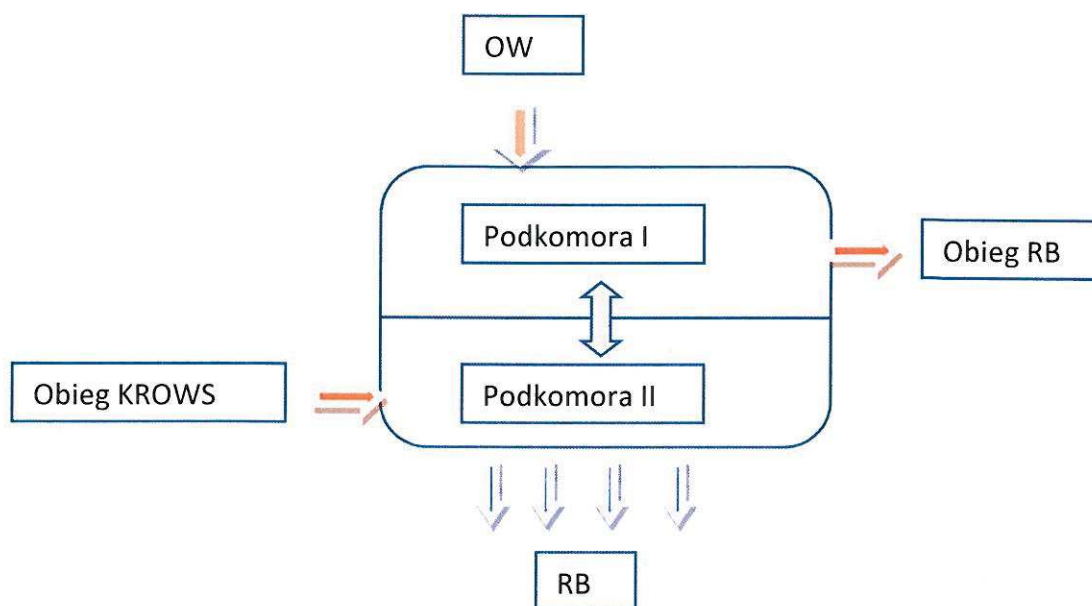 OW
Podkomora I
Obieg RB
Obieg KROWS
Podkomora II
RB